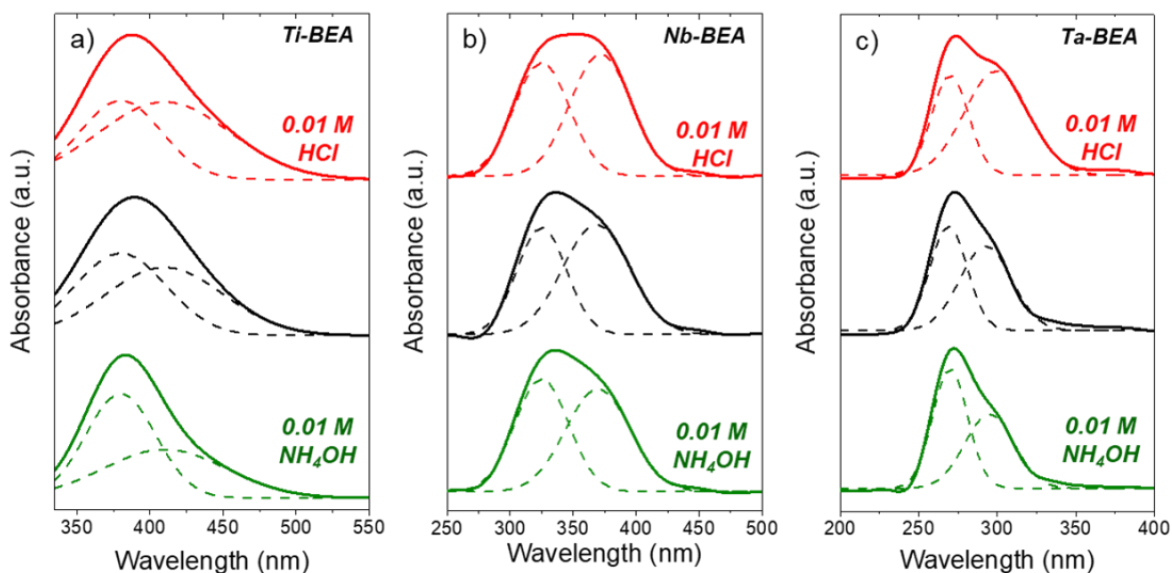 a) Ti-BEA
0.01 M
HCl
0.01 M
NH₄OH
Absorbance (a.u.)
350 400 450 500 550
Wavelength (nm)
b) Nb-BEA
0.01 M
HCl
0.01 M
NH₄OH
Absorbance (a.u.)
250 300 350 400 450 500
Wavelength (nm)
c) Ta-BEA
0.01 M
HCl
0.01 M
NH₄OH
Absorbance (a.u.)
200 250 300 350 400
Wavelength (nm)